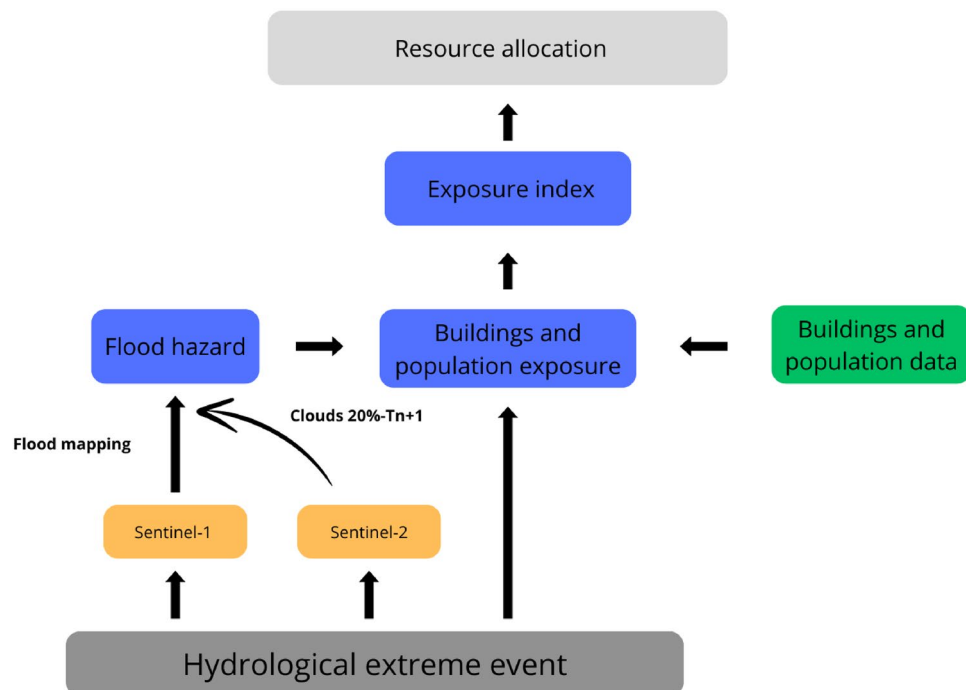 Resource allocation
Exposure index
Flood hazard
Buildings and
population exposure
Buildings and
population data
Clouds 20%-Tn+1
Flood mapping
Sentinel-1
Sentinel-2
Hydrological extreme event